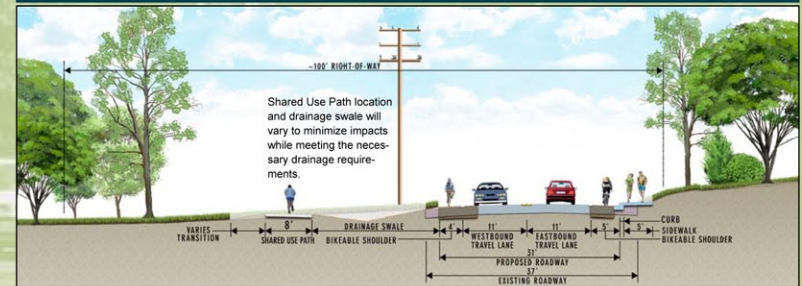 ~100' RIGHT-OF-WAY
Shared Use Path location
and drainage swale will
vary to minimize impacts
while meeting the neces-
sary drainage require-
ments.
VARIES
TRANSITION
8'
SHARED USE PATH
DRAINAGE SWALE
BIKEABLE SHOULDER
4'
11'
WESTBOUND
TRAVEL LANE
11'
EASTBOUND
TRAVEL LANE
5'
5'
CURB
SIDEWALK
BIKEABLE SHOULDER
31'
PROPOSED ROADWAY
37'
EXISTING ROADWAY